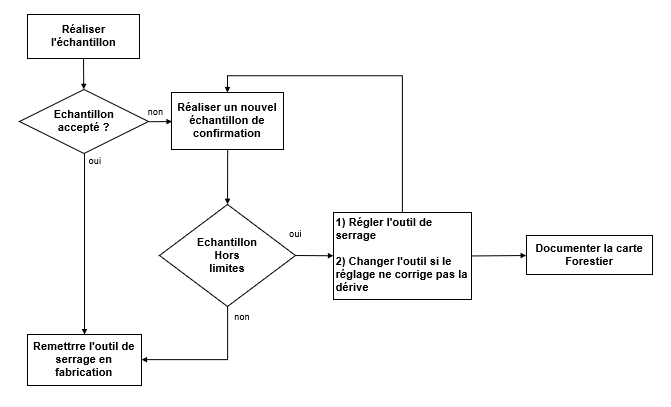 Réaliser
l'échantillon
Echantillon
accepté ?
non
oui
Réaliser un nouvel
échantillon de
confirmation
Echantillon
Hors
limites
oui
non
1) Régler l'outil de
serrage
2) Changer l'outil si le
réglage ne corrige pas la
dérive
Documenter la carte
Forestier
Remettrre l'outil de
serrage en
fabrication